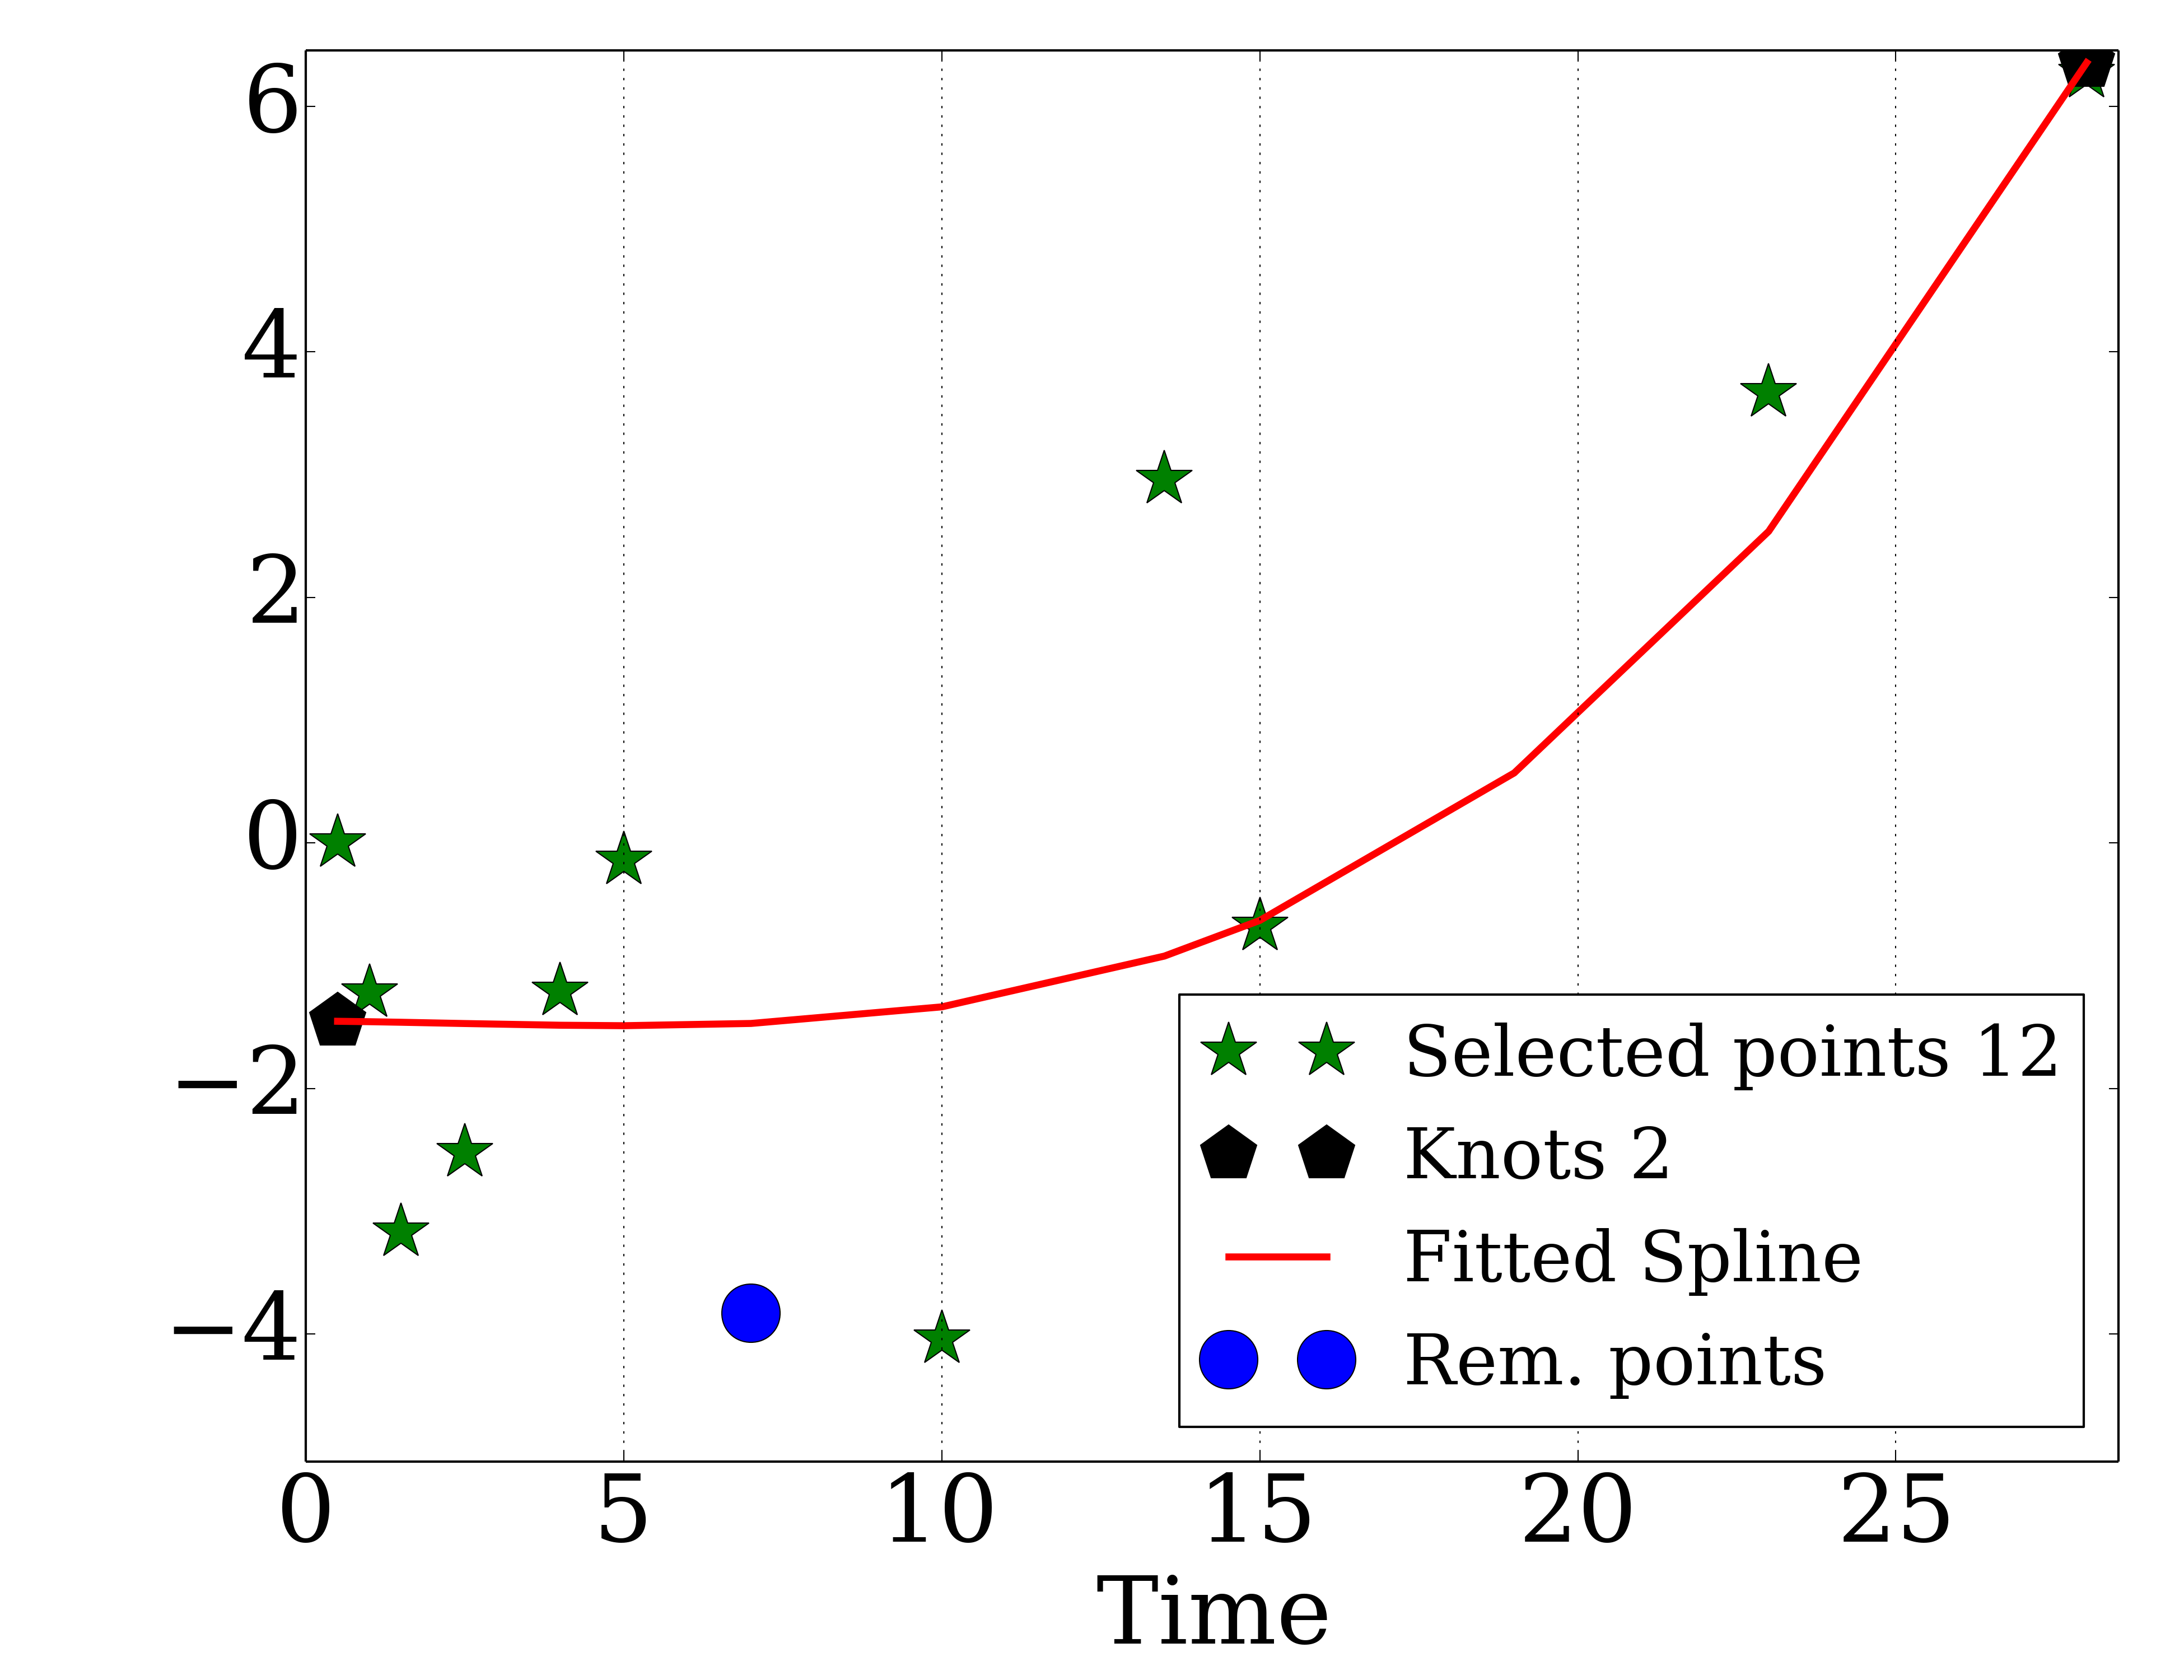 6
4
2
0
−2
−4
0 5 10 15 20 25
Time
Selected points 12
Knots 2
Fitted Spline
Rem. points